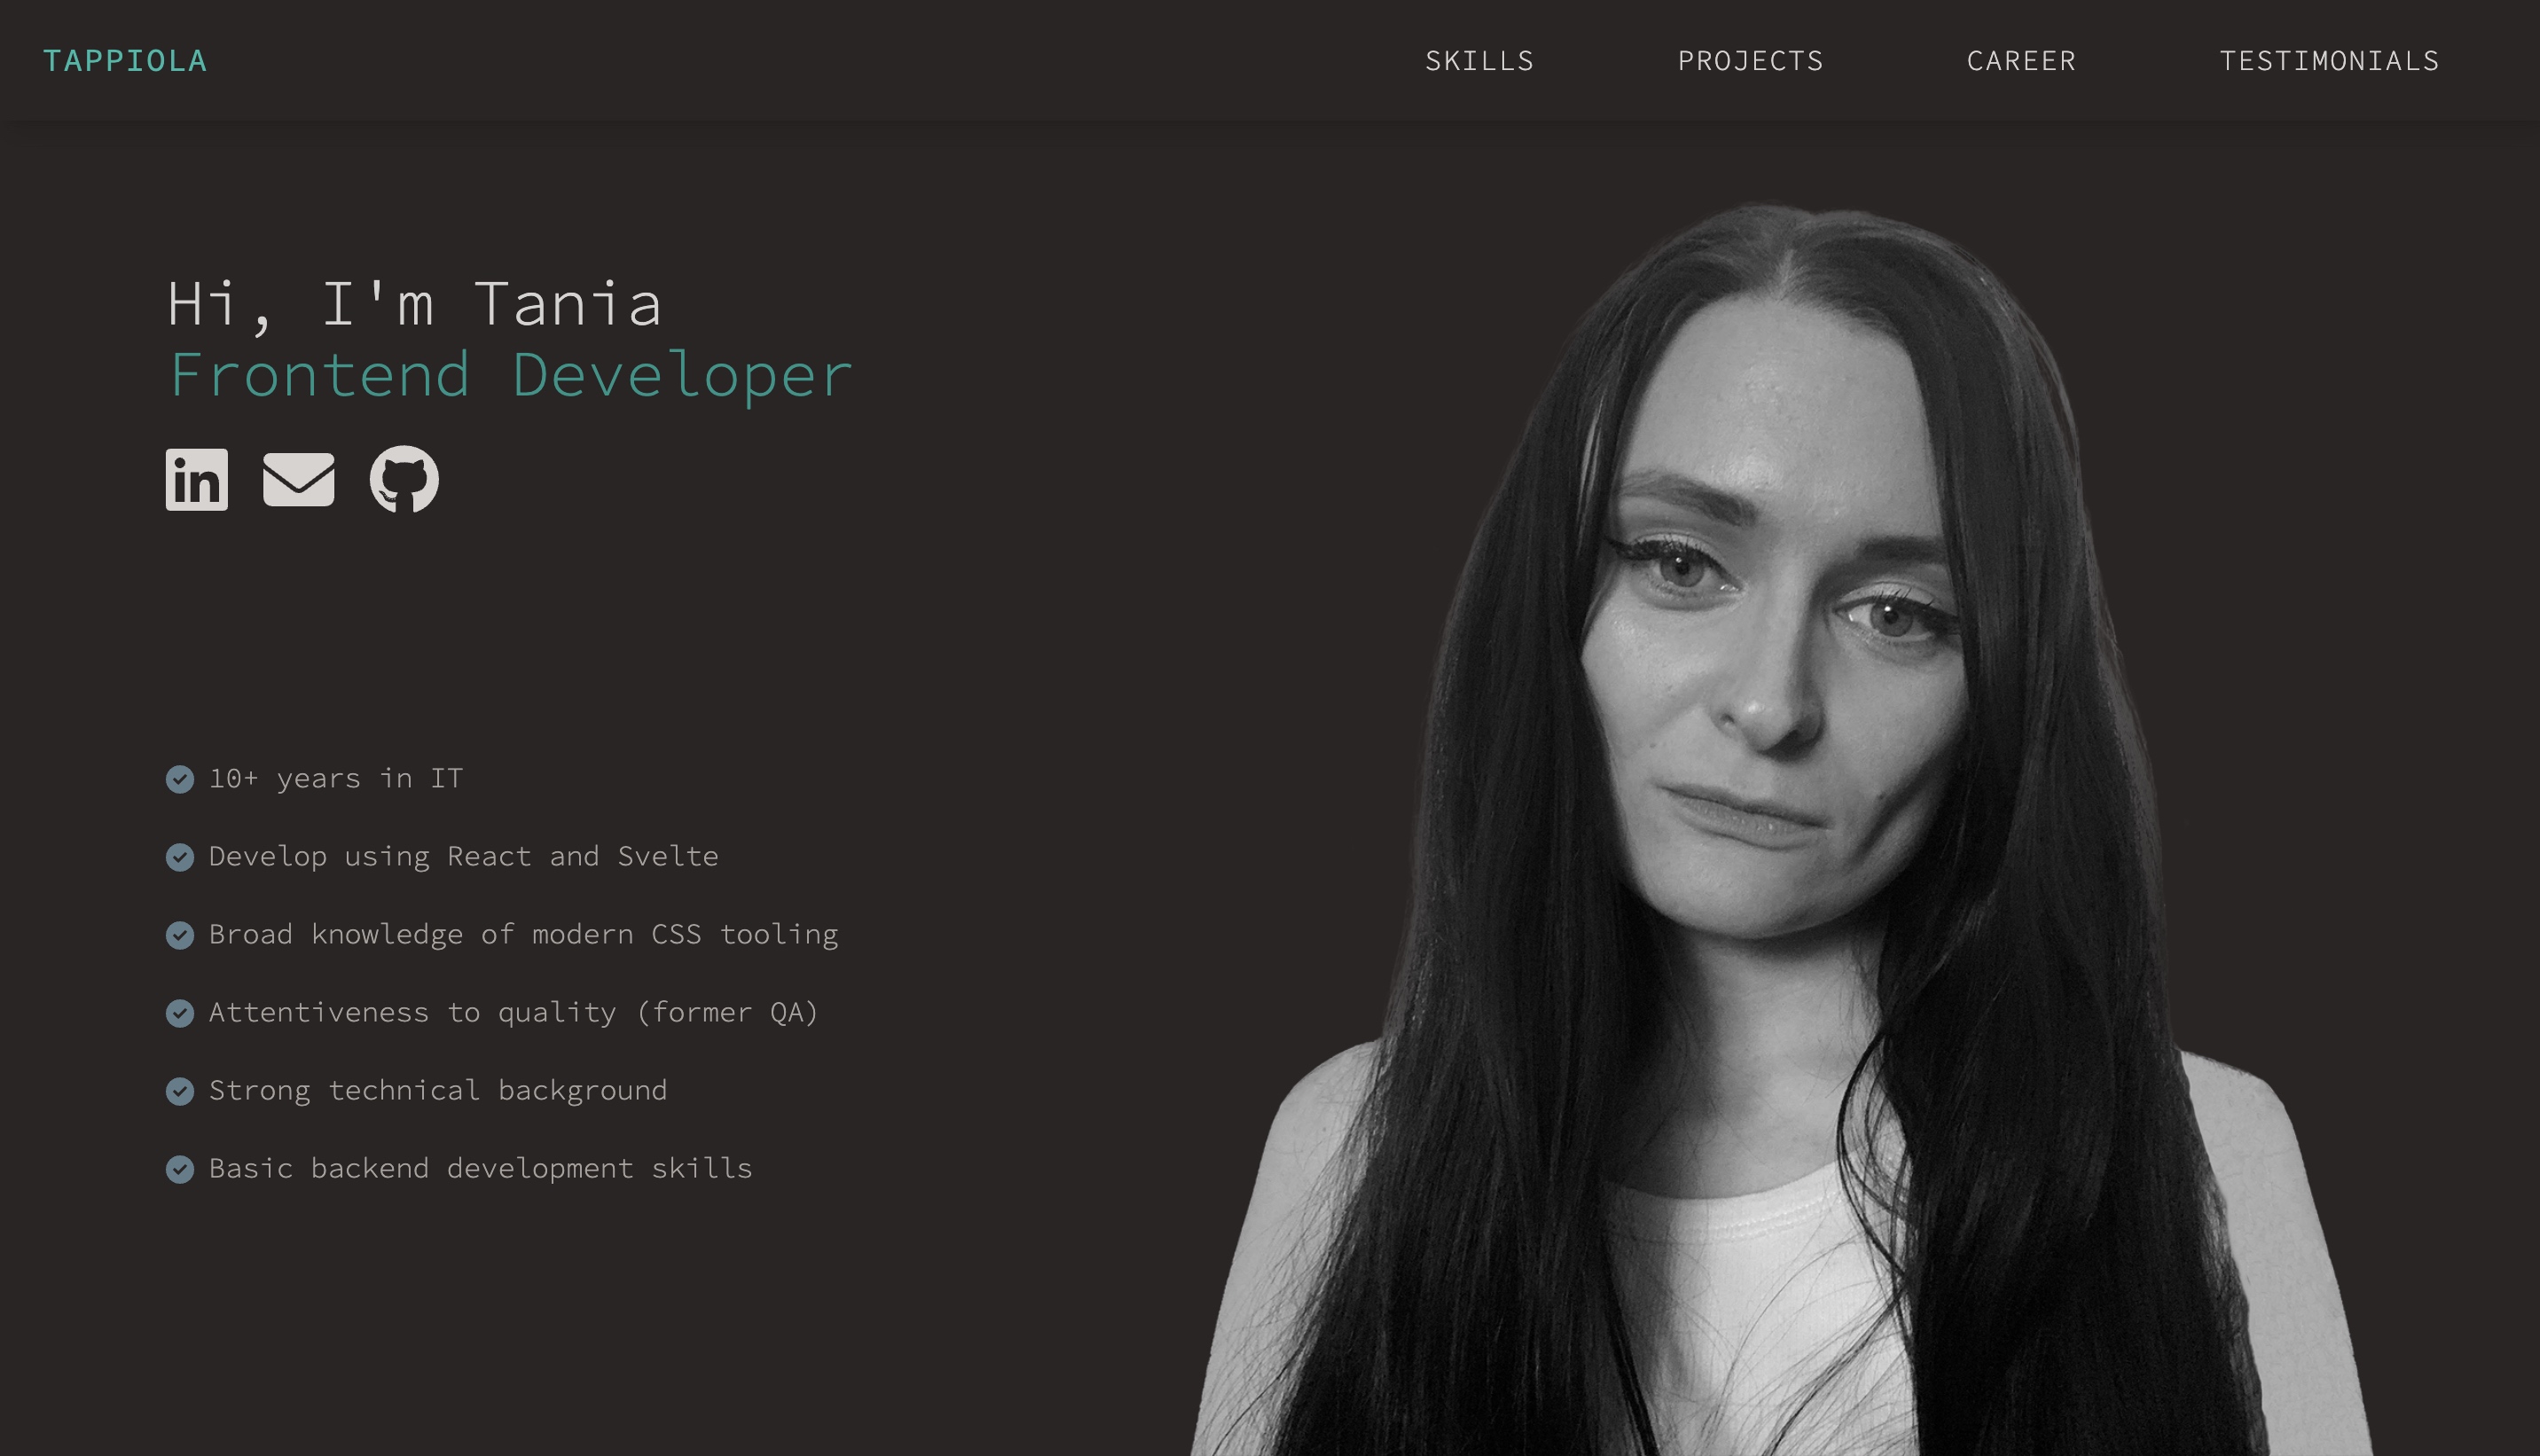 TAPPIOLA
SKILLS PROJECTS CAREER TESTIMONIALS
Hi, I'm Tania
Frontend Developer
in
10+ years in IT
Develop using React and Svelte
Broad knowledge of modern CSS tooling
Attentiveness to quality (former QA)
Strong technical background
Basic backend development skills